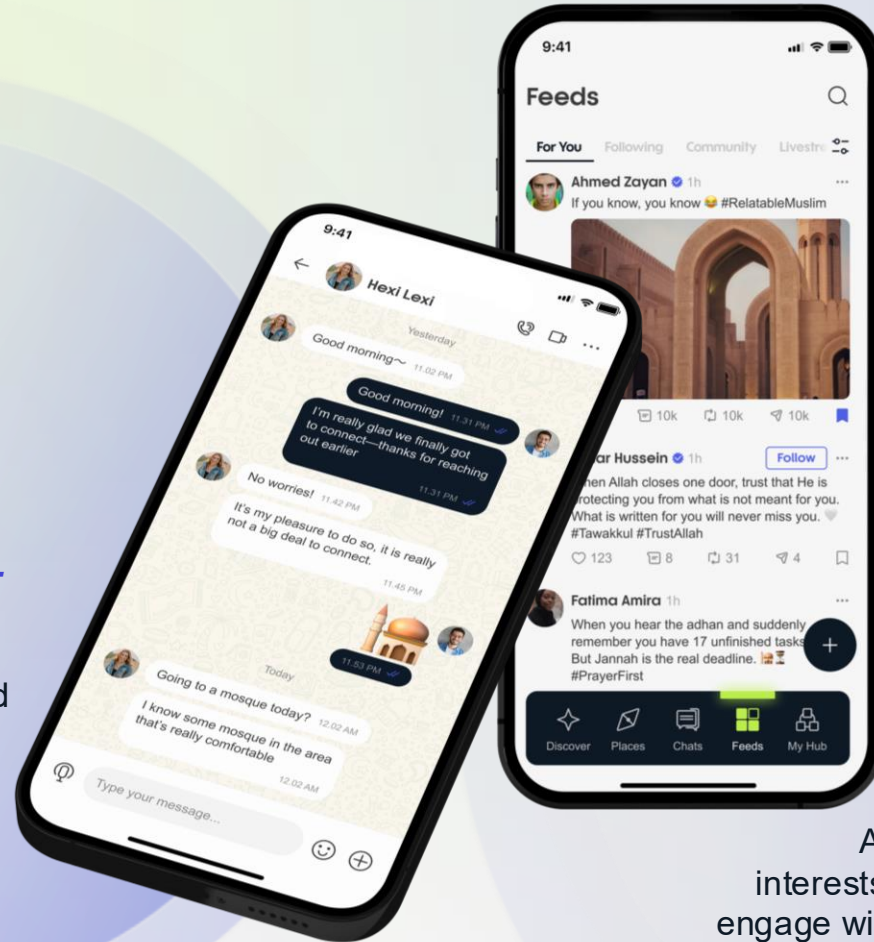 9:41
Feeds
For You Following Community Livestre
Ahmed Zayan 1h
If you know, you know 😂 #RelatableMuslim
10k 10k 10k
ar Hussein 1h Follow
hen Allah closes one door, trust that He is
rotecting you from what is not meant for you.
What is written for you will never miss you. 🤍
#Tawakkul #TrustAllah
123 8 31 4
Fatima Amira 1h
When you hear the adhan and suddenly
remember you have 17 unfinished tasks
But Jannah is the real deadline. 🕌⏳
#PrayerFirst
Discover Places Chats Feeds My Hub
9:41
Hexi Lexi
Yesterday
Good morning~ 11.02 PM
Good morning! 11.31 PM
I'm really glad we finally got
to connect—thanks for reaching
out earlier
11.31 PM
No worries! 11.42 PM
It's my pleasure to do so, it is really
not a big deal to connect.
11.45 PM
11.53 PM
Today
Going to a mosque today? 12.02 AM
I know some mosque in the area
that's really comfortable
12.02 AM
Type your message...
d
A
interests
engage wi